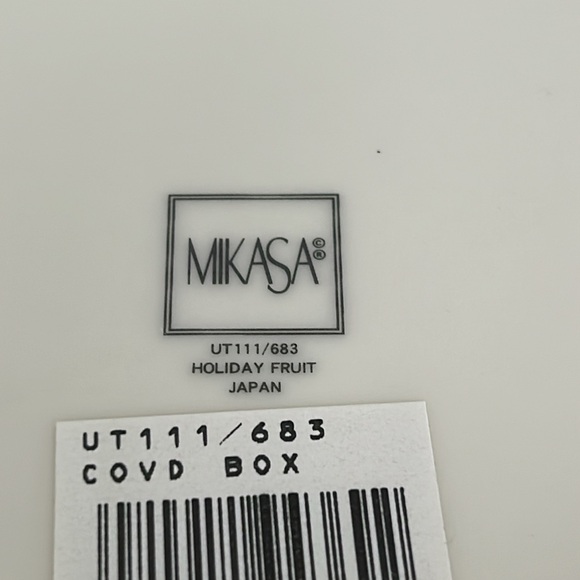 MIKASA©®
UT111/683
HOLIDAY FRUIT
JAPAN
UT111/683
COVD BOX